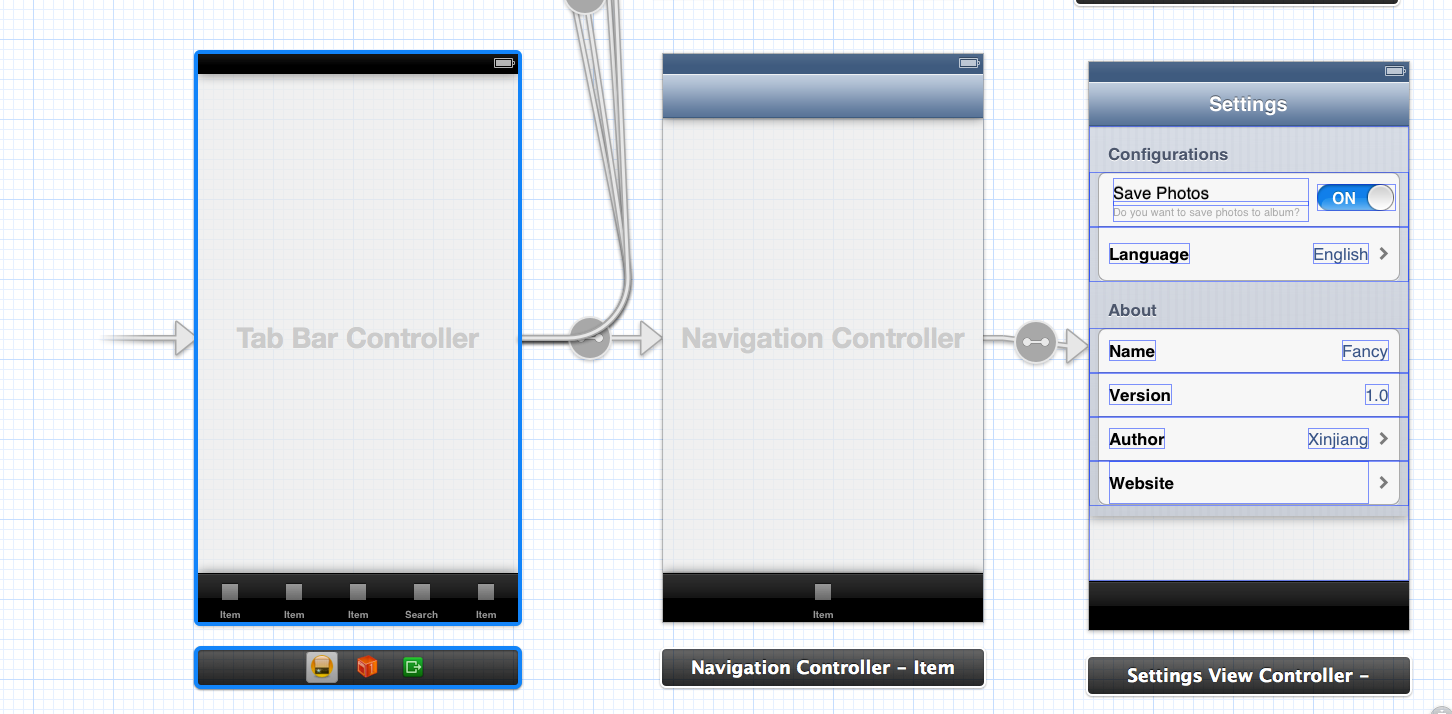 Tab Bar Controller
Item Item Item Search Item
Navigation Controller
Item
Navigation Controller - Item
Settings
Configurations
Save Photos ON
Do you want to save photos to album?
Language English
About
Name Fancy
Version 1.0
Author Xinjiang
Website
Settings View Controller -